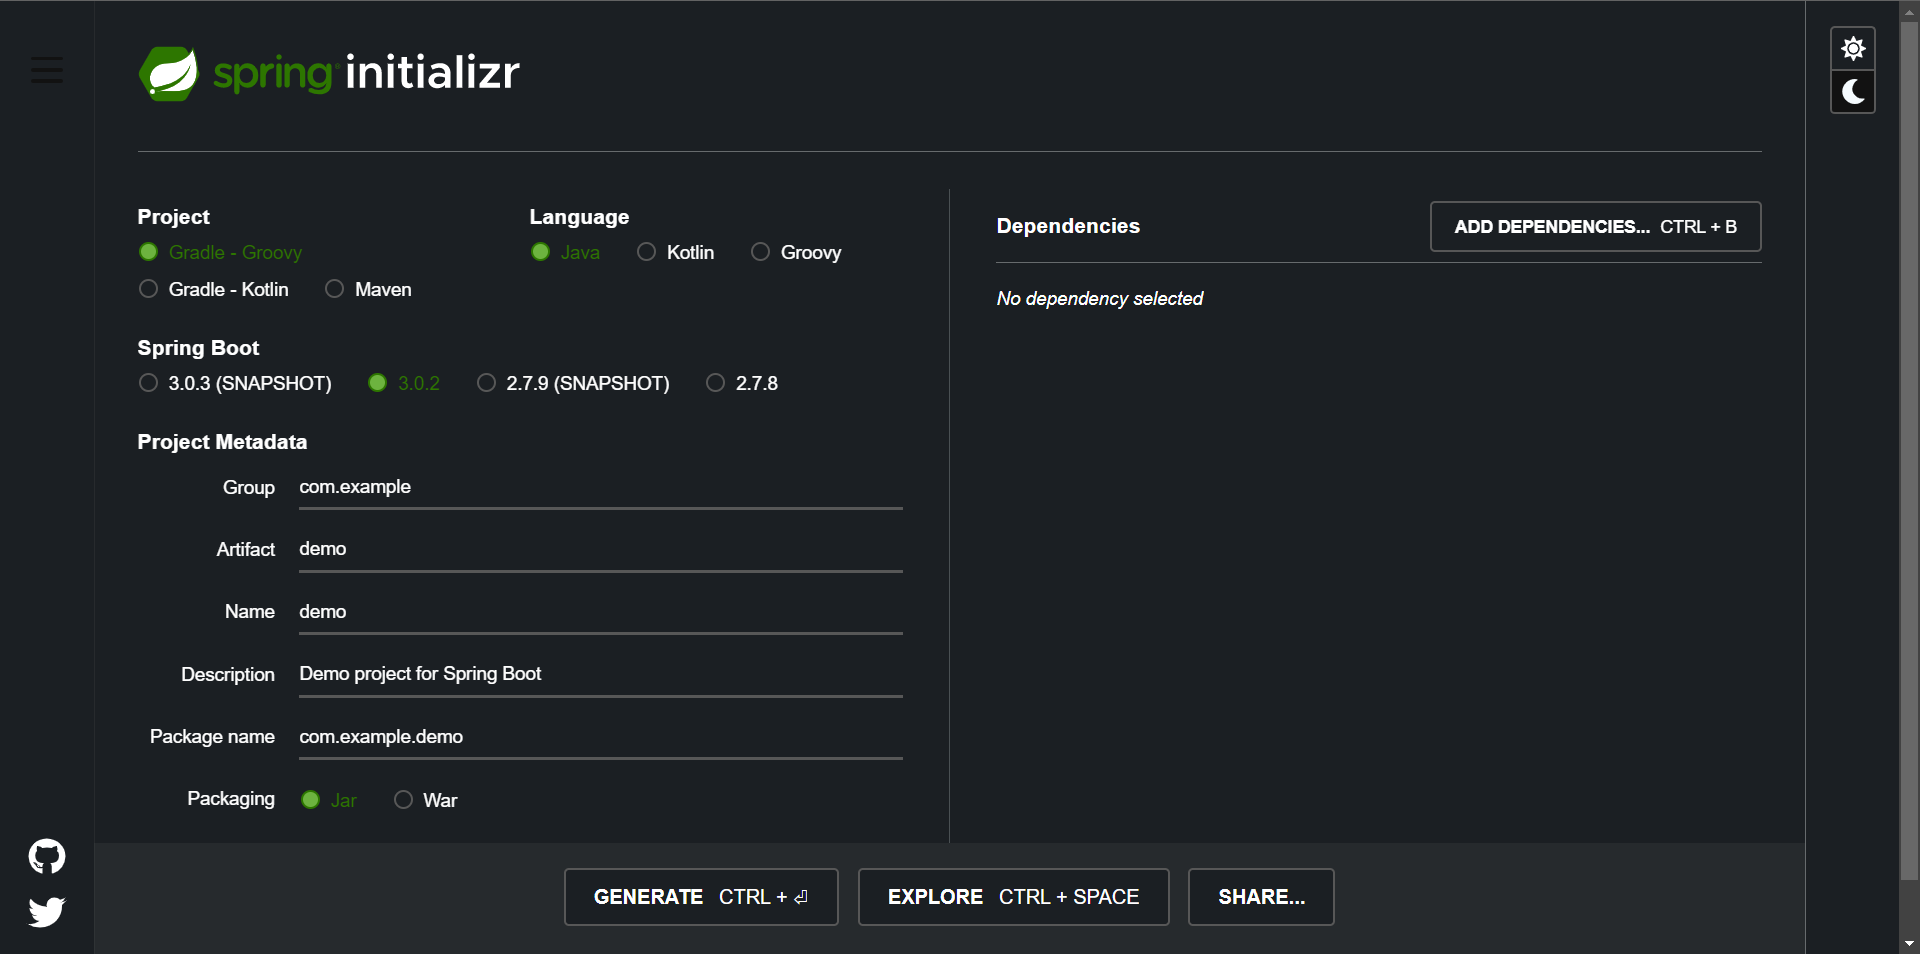 spring initializr
Project
Gradle - Groovy
Gradle - Kotlin Maven
Language
Java Kotlin Groovy
Spring Boot
3.0.3 (SNAPSHOT) 3.0.2 2.7.9 (SNAPSHOT) 2.7.8
Project Metadata
Group com.example
Artifact demo
Name demo
Description Demo project for Spring Boot
Package name com.example.demo
Packaging Jar War
Dependencies ADD DEPENDENCIES... CTRL + B
No dependency selected
GENERATE CTRL + ⏎ EXPLORE CTRL + SPACE SHARE...